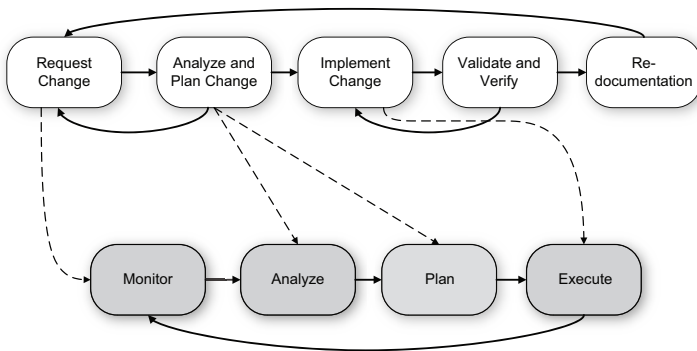 Request
Change
Analyze and
Plan Change
Implement
Change
Validate and
Verify
Re-
documentation
Monitor
Analyze
Plan
Execute